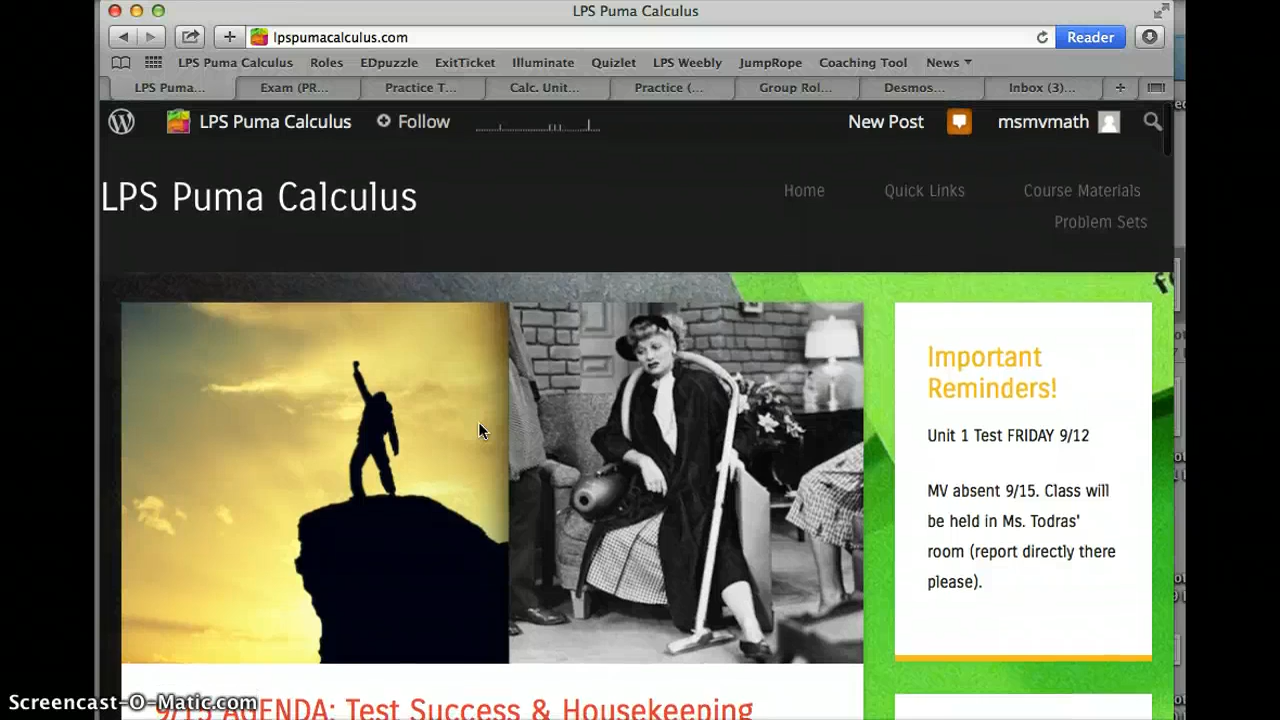 LPS Puma Calculus
lpspumacalculus.com
Reader
LPS Puma Calculus Roles EDpuzzle ExitTicket Illuminate Quizlet LPS Weebly JumpRope Coaching Tool News
LPS Puma... Exam (PR... Practice T... Calc. Unit... Practice (... Group Rol... Desmos... Inbox (3)...
LPS Puma Calculus Follow New Post msmvmath
LPS Puma Calculus
Home Quick Links Course Materials
Problem Sets
Important
Reminders!
Unit 1 Test FRIDAY 9/12
MV absent 9/15. Class will
be held in Ms. Todras'
room (report directly there
please).
9/15 AGENDA: Test Success & Housekeeping
Screencast-O-Matic.com